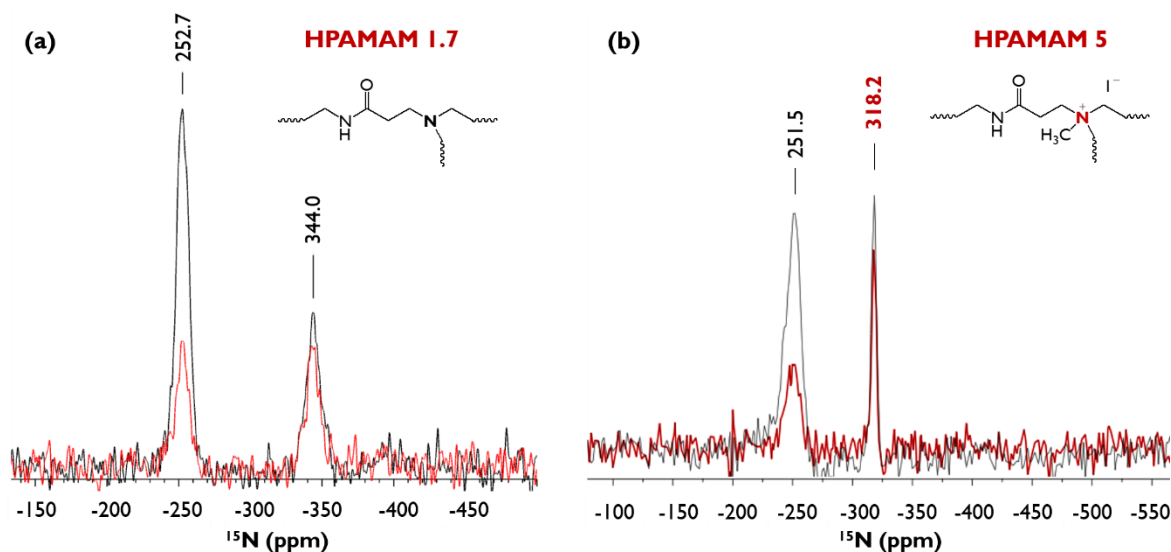 (a)
252.7
HPAMAM 1.7
O
N
H
N
344.0
-150 -200 -250 -300 -350 -400 -450
¹⁵N (ppm)
(b)
251.5
318.2
HPAMAM 5
I⁻
O
N
H
N⁺
H₃C
-100 -150 -200 -250 -300 -350 -400 -450 -500 -550
¹⁵N (ppm)